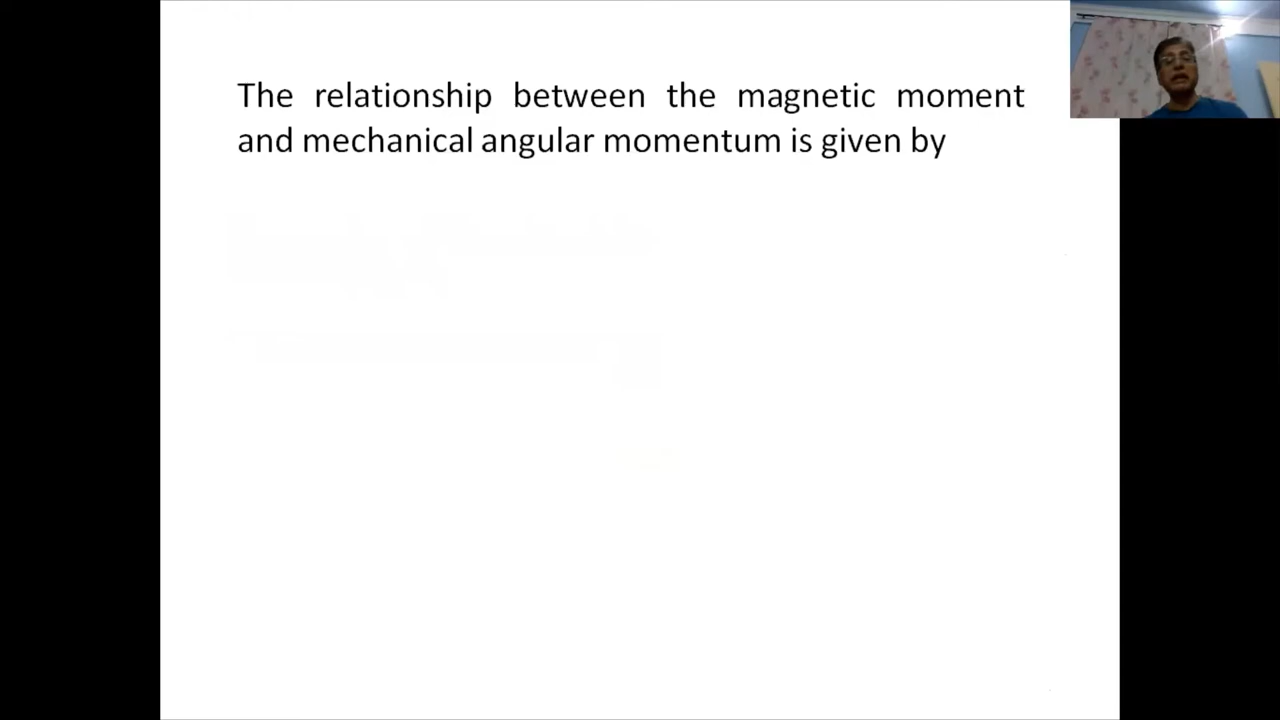 The relationship between the magnetic moment
and mechanical angular momentum is given by